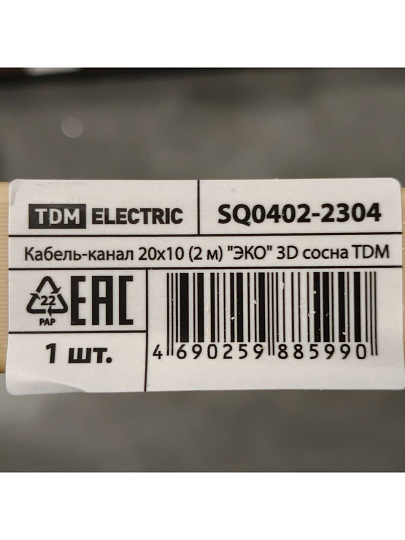 TDM ELECTRIC
SQ0402-2304
Кабель-канал 20x10 (2 м) "ЭКО" 3D сосна TDM
22
PAP
EAC
1 шт.
4 690259 885990